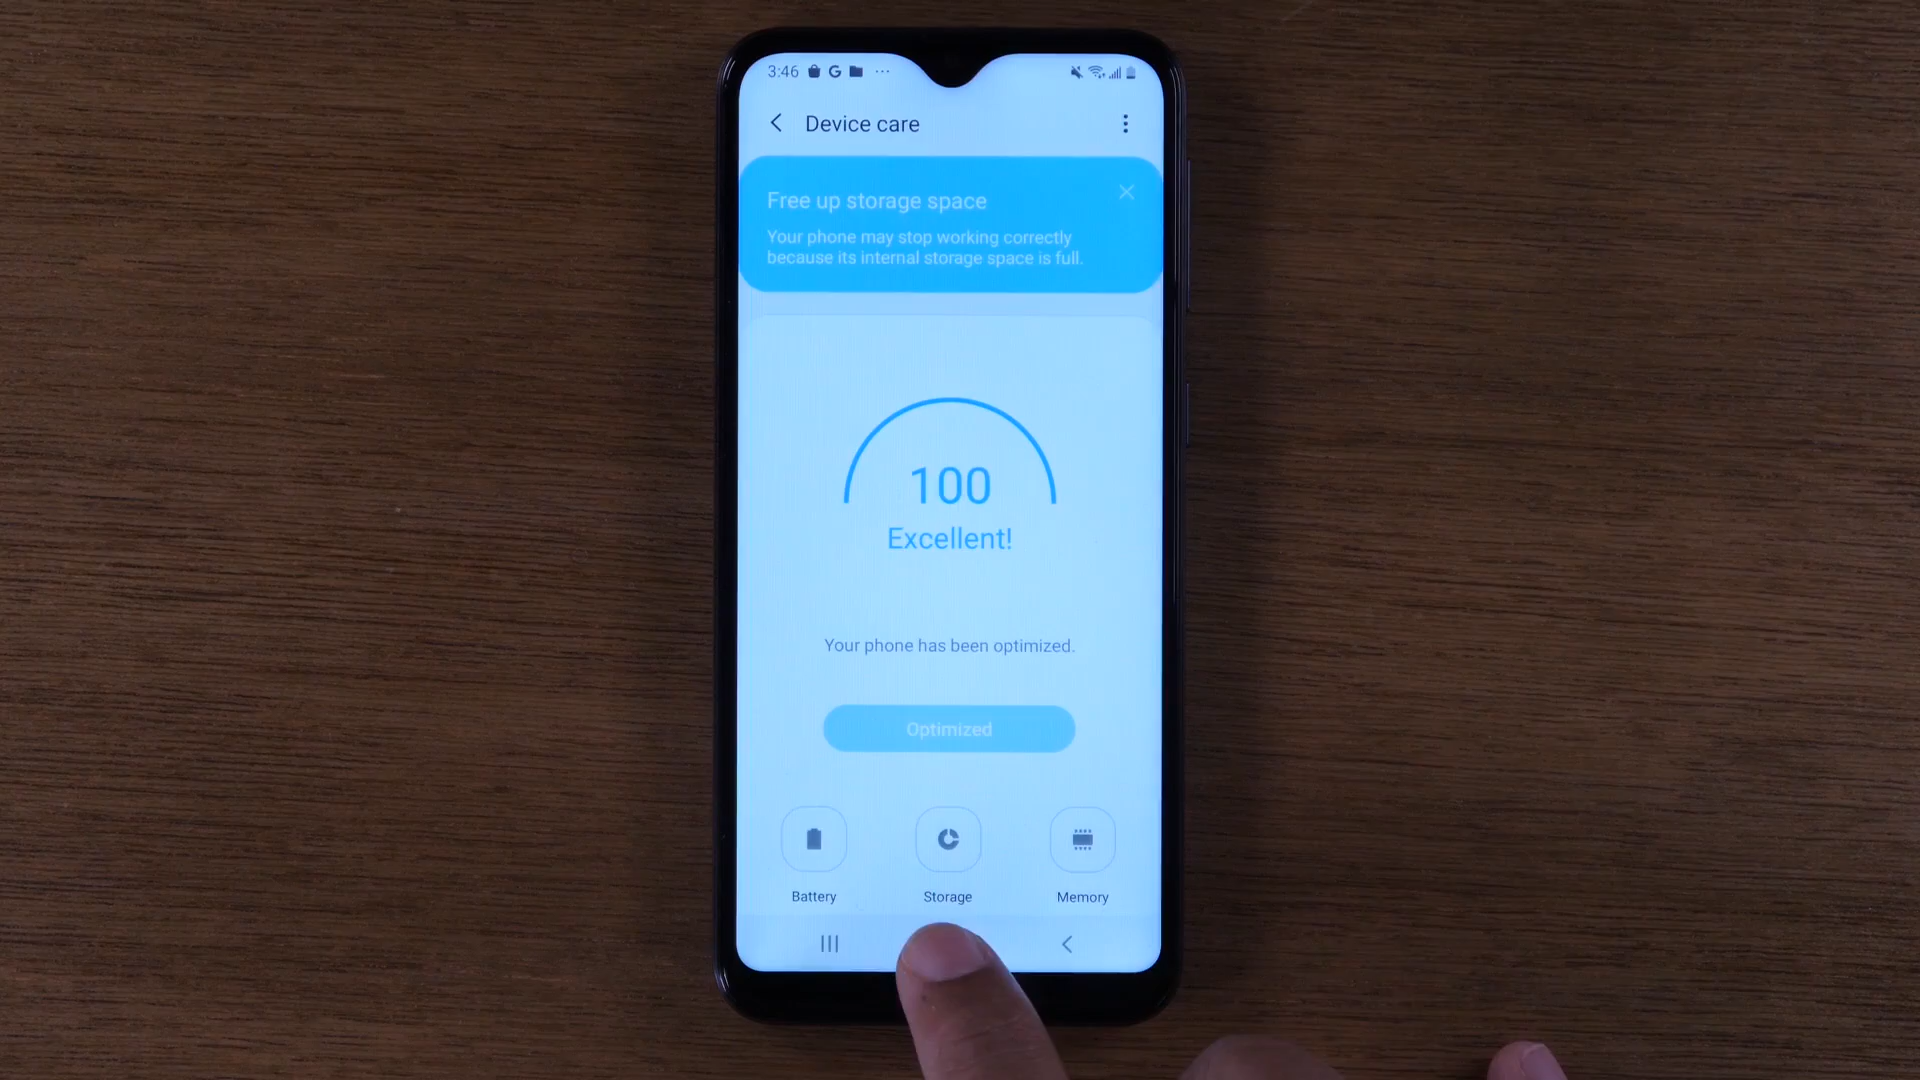 3:46
Device care
Free up storage space
Your phone may stop working correctly
because its internal storage space is full.
100
Excellent!
Your phone has been optimized.
Optimized
Battery Storage Memory